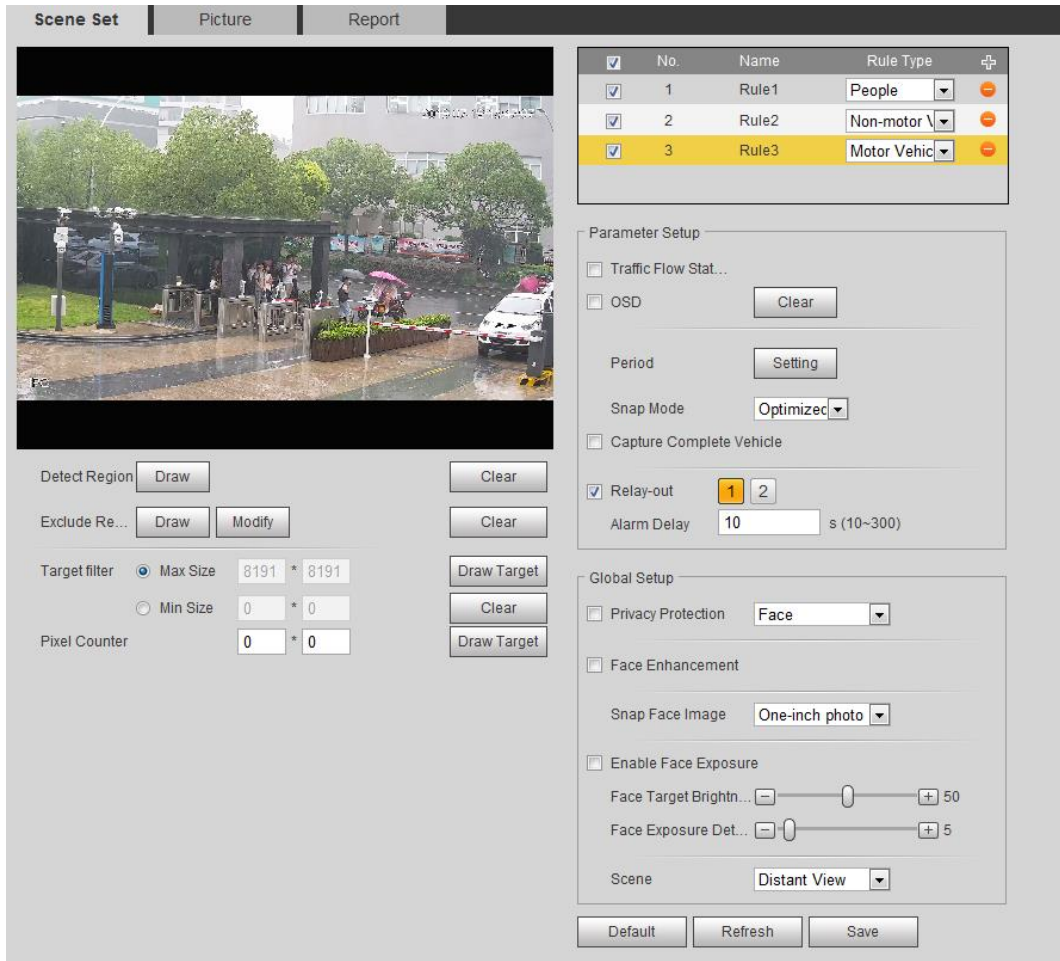 Scene Set Picture Report
No. Name Rule Type
1 Rule1 People
2 Rule2 Non-motor V
3 Rule3 Motor Vehic
IPC
Detect Region Draw Clear
Exclude Re... Draw Modify Clear
Target filter Max Size 8191 * 8191 Draw Target
Min Size 0 * 0 Clear
Pixel Counter 0 * 0 Draw Target
Parameter Setup
Traffic Flow Stat...
OSD Clear
Period Setting
Snap Mode Optimized
Capture Complete Vehicle
Relay-out 1 2
Alarm Delay 10 s (10~300)
Global Setup
Privacy Protection Face
Face Enhancement
Snap Face Image One-inch photo
Enable Face Exposure
Face Target Brightn... 50
Face Exposure Det... 5
Scene Distant View
Default Refresh Save